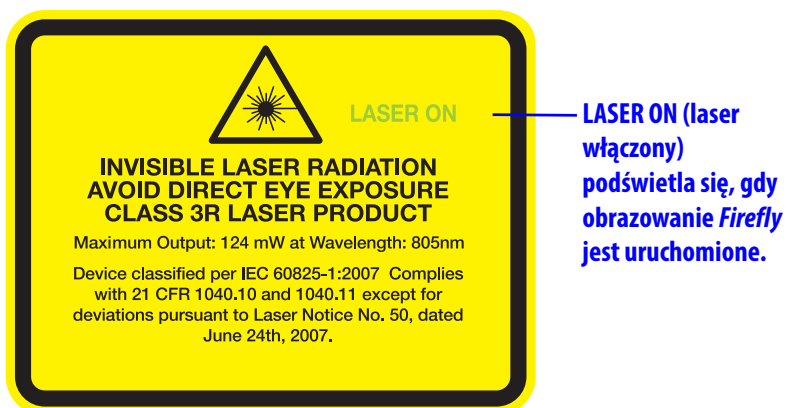 LASER ON
INVISIBLE LASER RADIATION
AVOID DIRECT EYE EXPOSURE
CLASS 3R LASER PRODUCT
Maximum Output: 124 mW at Wavelength: 805nm
Device classified per IEC 60825-1:2007 Complies
with 21 CFR 1040.10 and 1040.11 except for
deviations pursuant to Laser Notice No. 50, dated
June 24th, 2007.
LASER ON (laser
włączony)
podświetla się, gdy
obrazowanie Firefly
jest uruchomione.